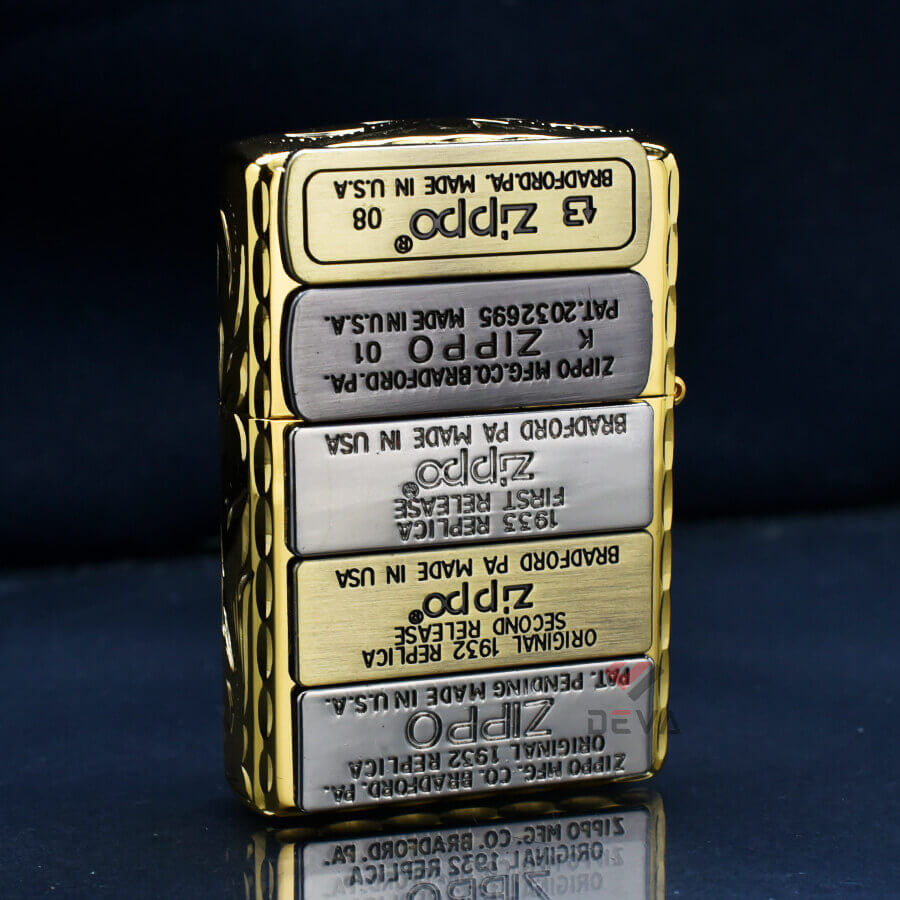 ZIPPO MFG. CO. BRADFORD. PA.
ORIGINAL 1932 REPLICA
ZIPPO
PAT. PENDING MADE IN U.S.A.
ORIGINAL 1932 REPLICA
SECOND RELEASE
zippo®
BRADFORD PA MADE IN USA
1933 REPLICA
FIRST RELEASE
zippo®
BRADFORD PA MADE IN USA
ZIPPO MFG.CO.BRADFORD.PA.
K ZIPPO 01
PAT.2032695 MADE IN U.S.A.
zippo® 08
BRADFORD.PA. MADE IN U.S.A
DEVA